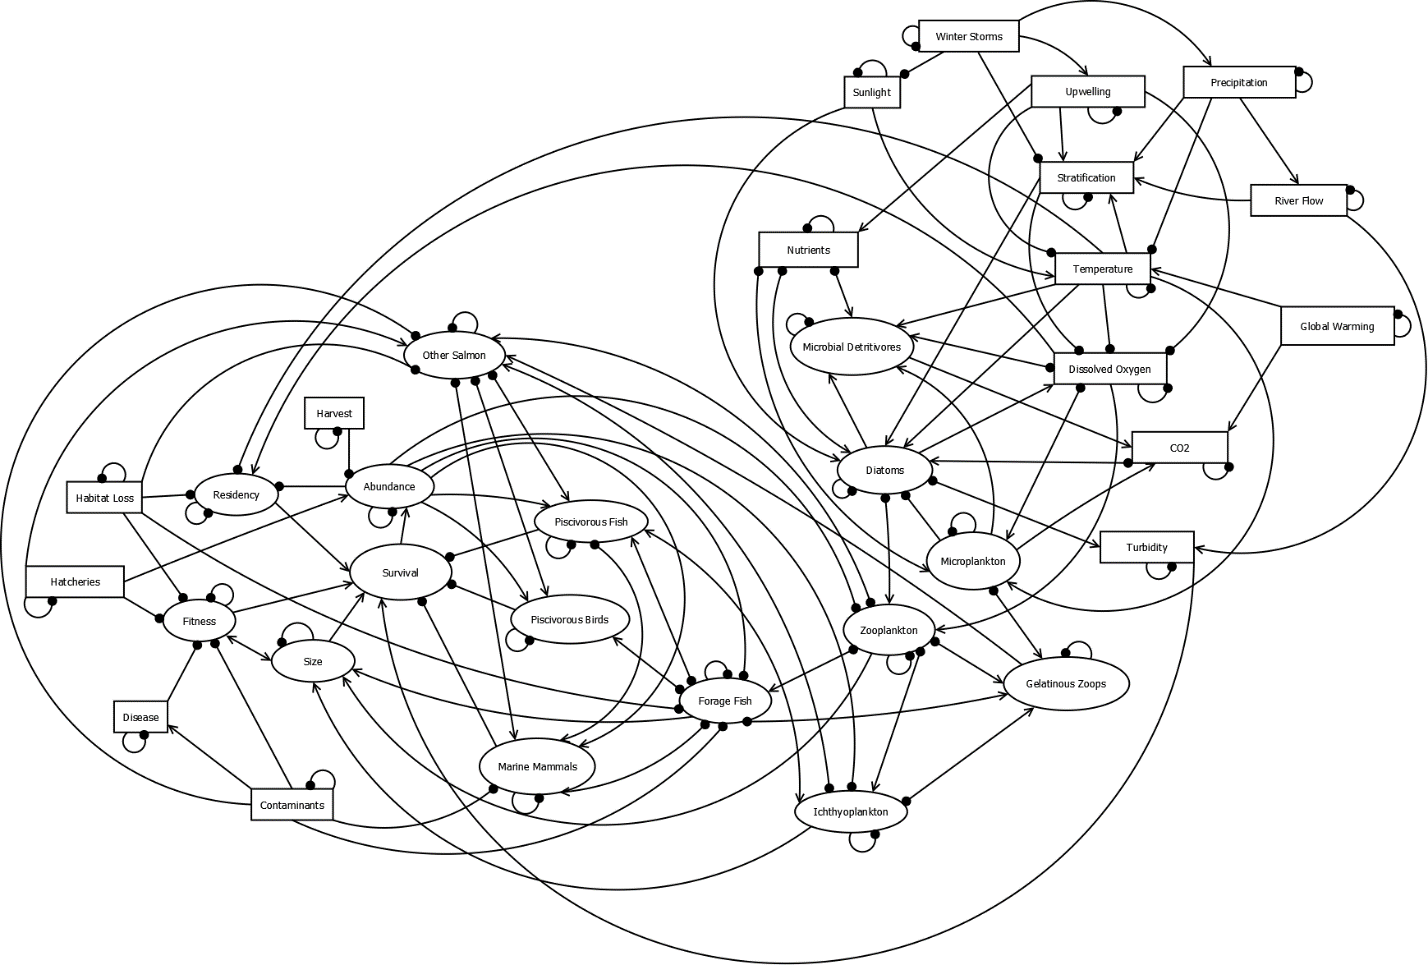 Winter Storms
Precipitation
Sunlight
Upwelling
Stratification
River Flow
Nutrients
Temperature
Global Warming
Microbial Detritivores
Other Salmon
Dissolved Oxygen
Harvest
CO2
Diatoms
Abundance
Residency
Habitat Loss
Piscivorous Fish
Turbidity
Microplankton
Survival
Hatcheries
Piscivorous Birds
Fitness
Zooplankton
Size
Gelatinous Zoops
Forage Fish
Disease
Marine Mammals
Contaminants
Ichthyoplankton